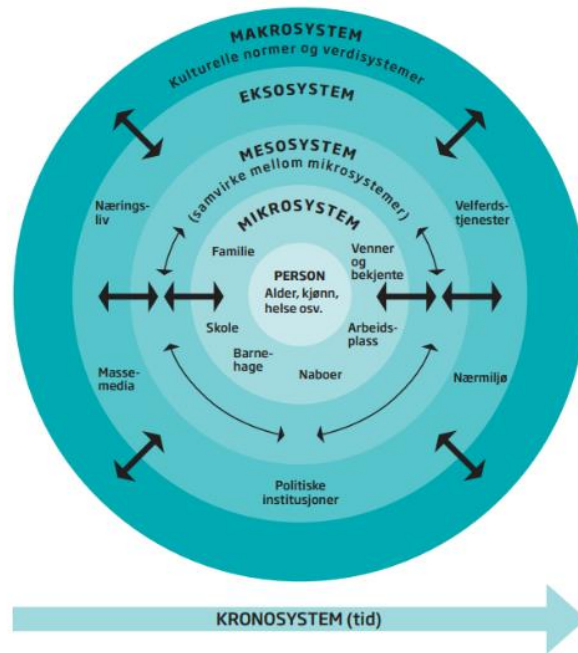 MAKROSYSTEM
Kulturelle normer og verdisystemer
EKSOSYSTEM
MESOSYSTEM
(samvirke mellom mikrosystemer)
MIKROSYSTEM
Nærings-
liv
Velferds-
tjenester
Familie
Venner
og
bekjente
PERSON
Alder, kjønn,
helse osv.
Skole
Arbeids-
plass
Barne-
hage
Naboer
Masse-
media
Nærmiljø
Politiske
institusjoner
KRONOSYSTEM (tid)